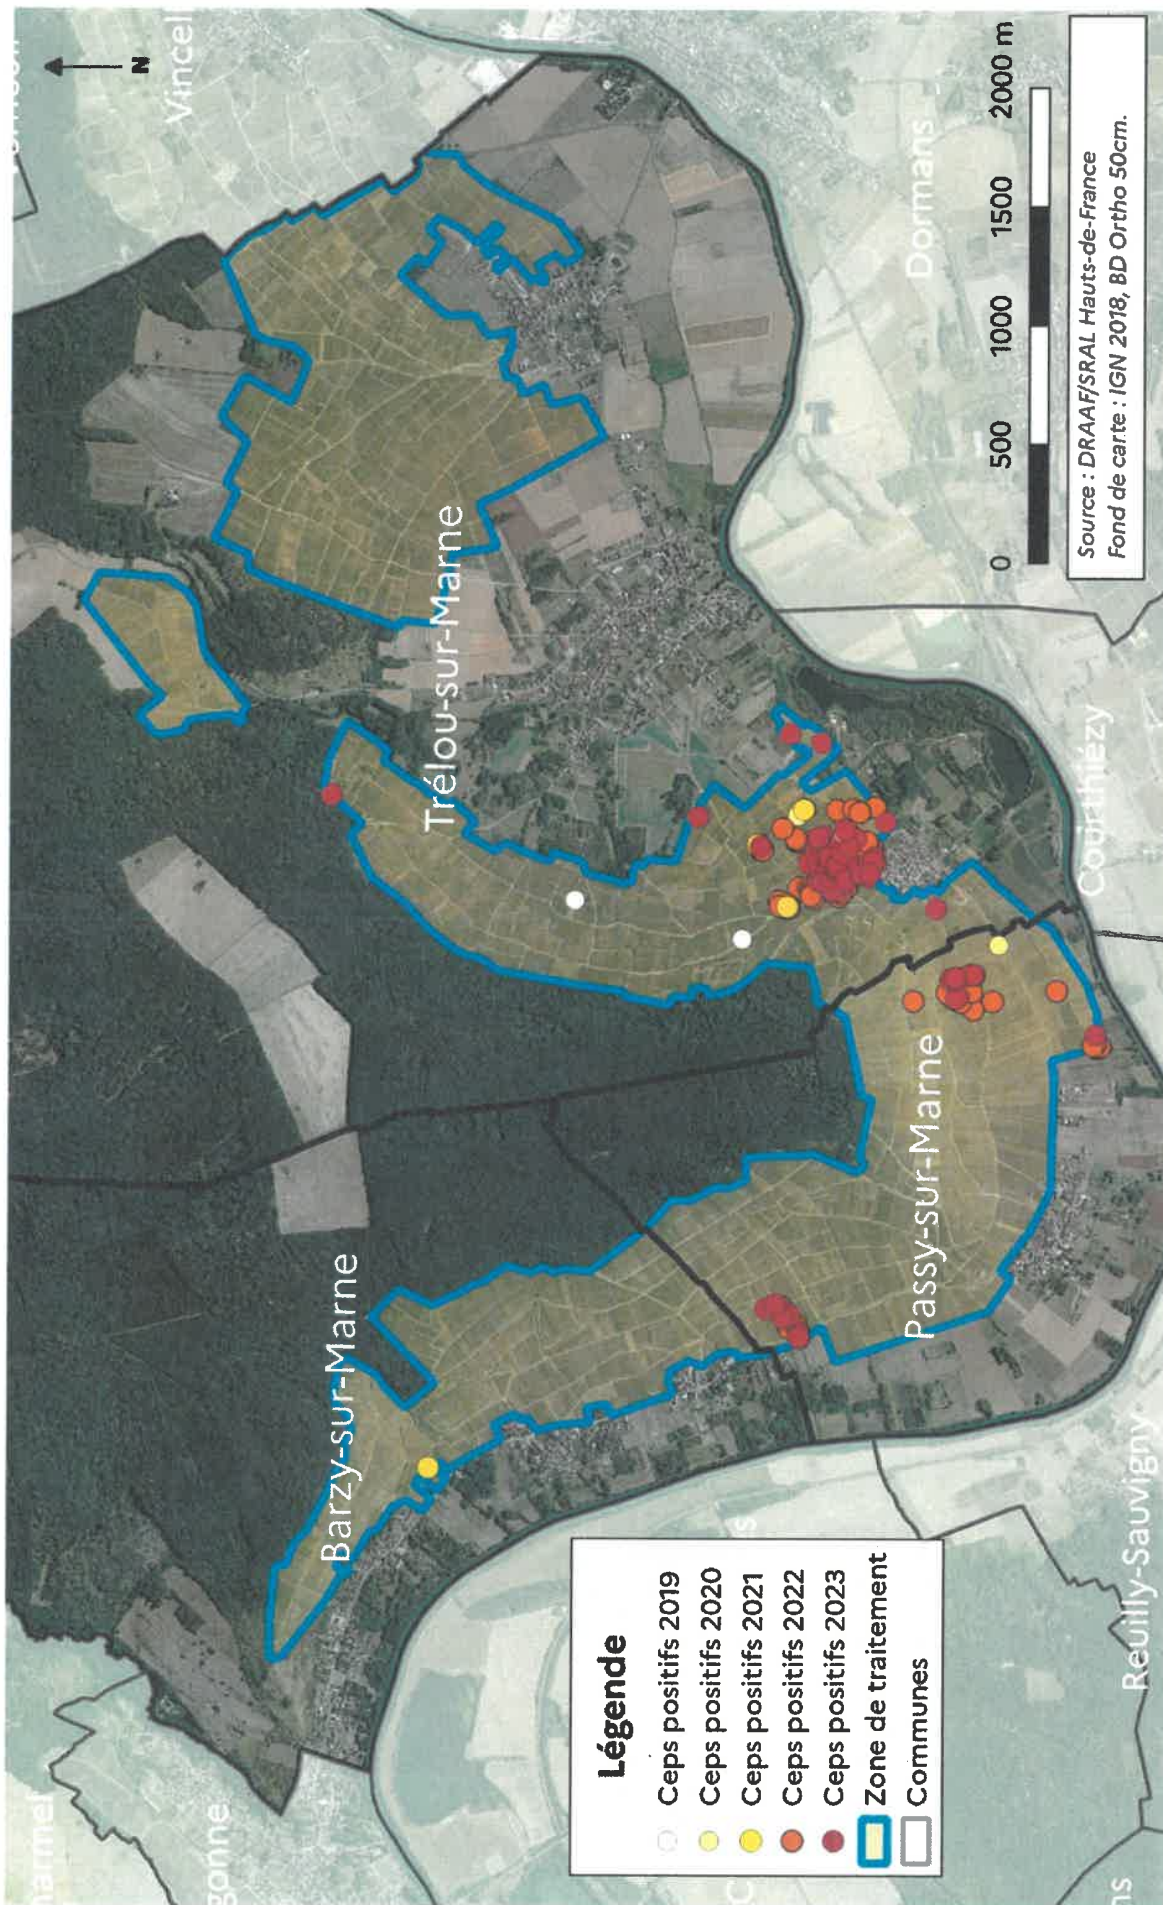 N
Vincel
Barzy-sur-Marne
Trélou-sur-Marne
Passy-sur-Marne
Dormans
Courthiézy
Reuilly-Sauvigny
harmel
gonne
Légende
Ceps positifs 2019
Ceps positifs 2020
Ceps positifs 2021
Ceps positifs 2022
Ceps positifs 2023
Zone de traitement
Communes
0 500 1000 1500 2000 m
Source : DRAAF/SRAL Hauts-de-France
Fond de carte : IGN 2018, BD Ortho 50cm.